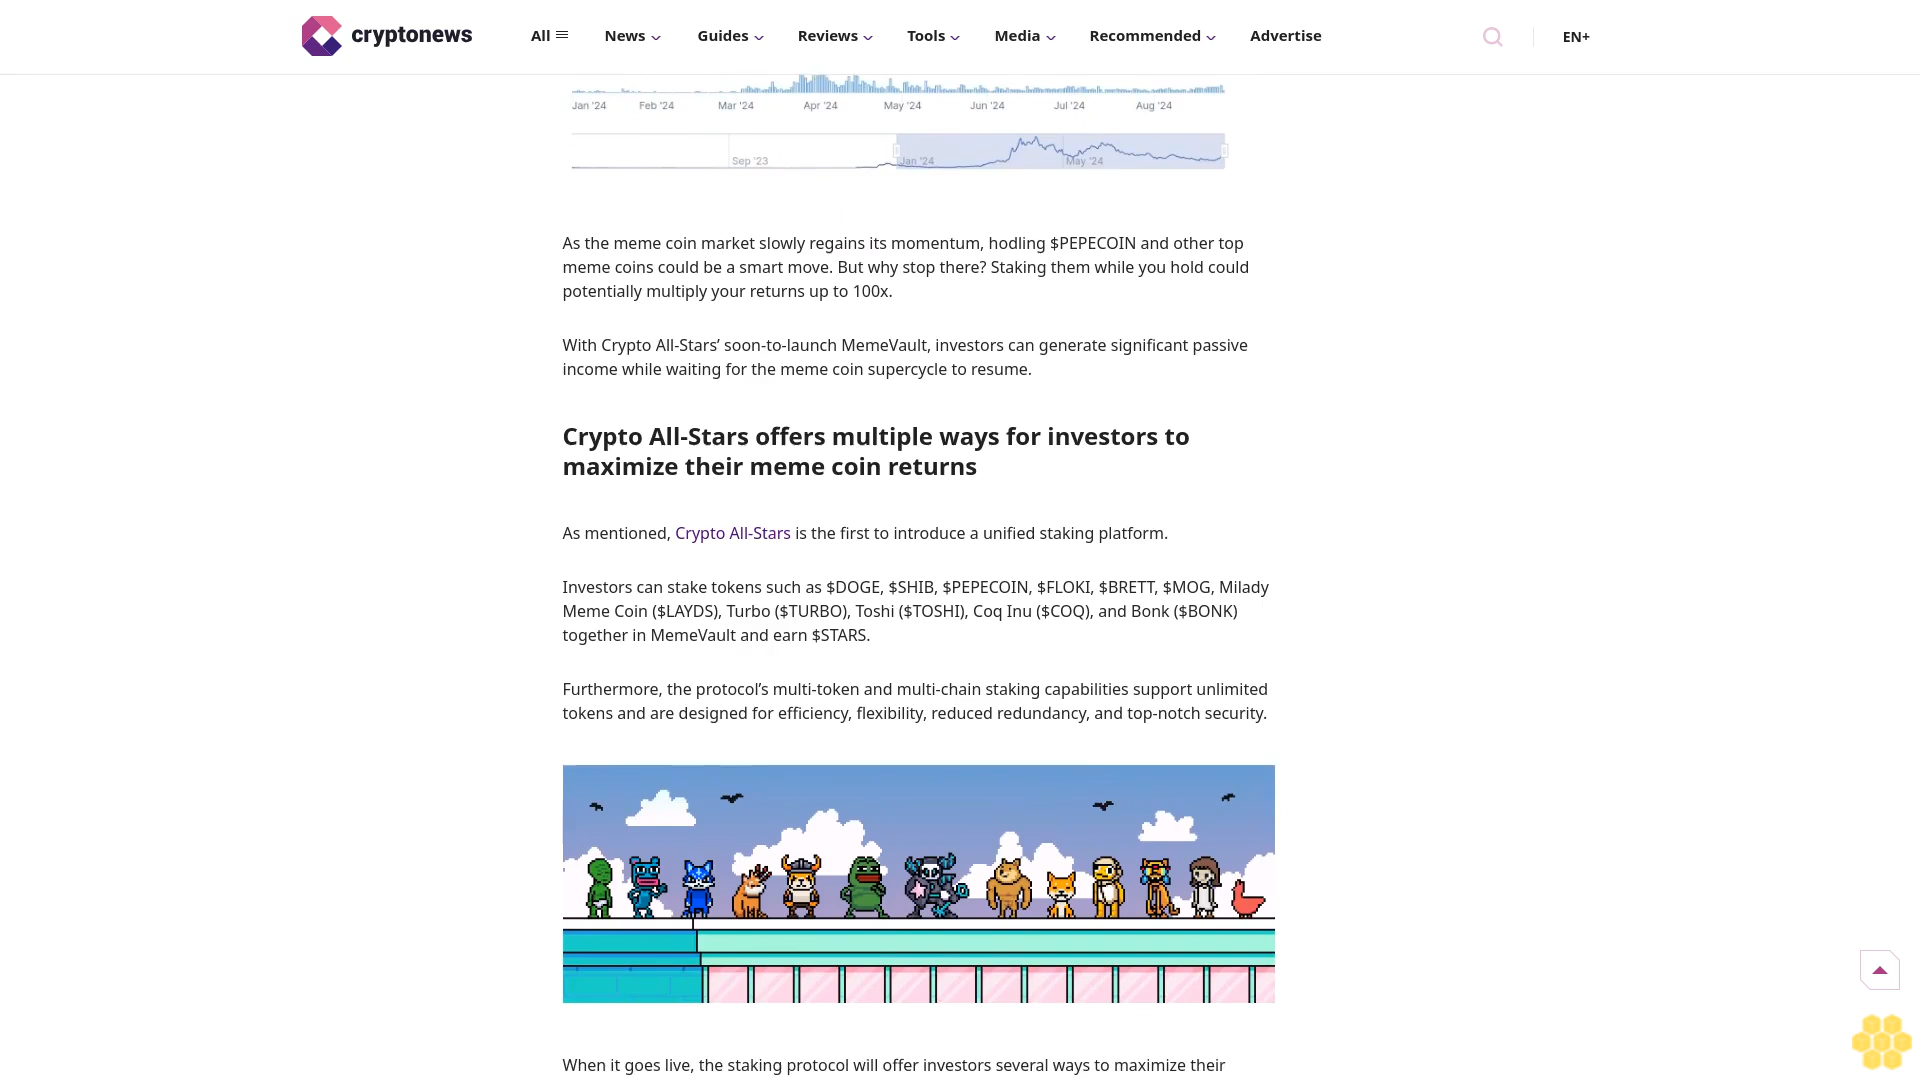 cryptonews
All
News
Guides
Reviews
Tools
Media
Recommended
Advertise
EN+
Jan '24 Feb '24 Mar '24 Apr '24 May '24 Jun '24 Jul '24 Aug '24
Sep '23 Jan '24 May '24
As the meme coin market slowly regains its momentum, hodling $PEPECOIN and other top
meme coins could be a smart move. But why stop there? Staking them while you hold could
potentially multiply your returns up to 100x.
With Crypto All-Stars’ soon-to-launch MemeVault, investors can generate significant passive
income while waiting for the meme coin supercycle to resume.
Crypto All-Stars offers multiple ways for investors to
maximize their meme coin returns
As mentioned, Crypto All-Stars is the first to introduce a unified staking platform.
Investors can stake tokens such as $DOGE, $SHIB, $PEPECOIN, $FLOKI, $BRETT, $MOG, Milady
Meme Coin ($LAYDS), Turbo ($TURBO), Toshi ($TOSHI), Coq Inu ($COQ), and Bonk ($BONK)
together in MemeVault and earn $STARS.
Furthermore, the protocol’s multi-token and multi-chain staking capabilities support unlimited
tokens and are designed for efficiency, flexibility, reduced redundancy, and top-notch security.
When it goes live, the staking protocol will offer investors several ways to maximize their